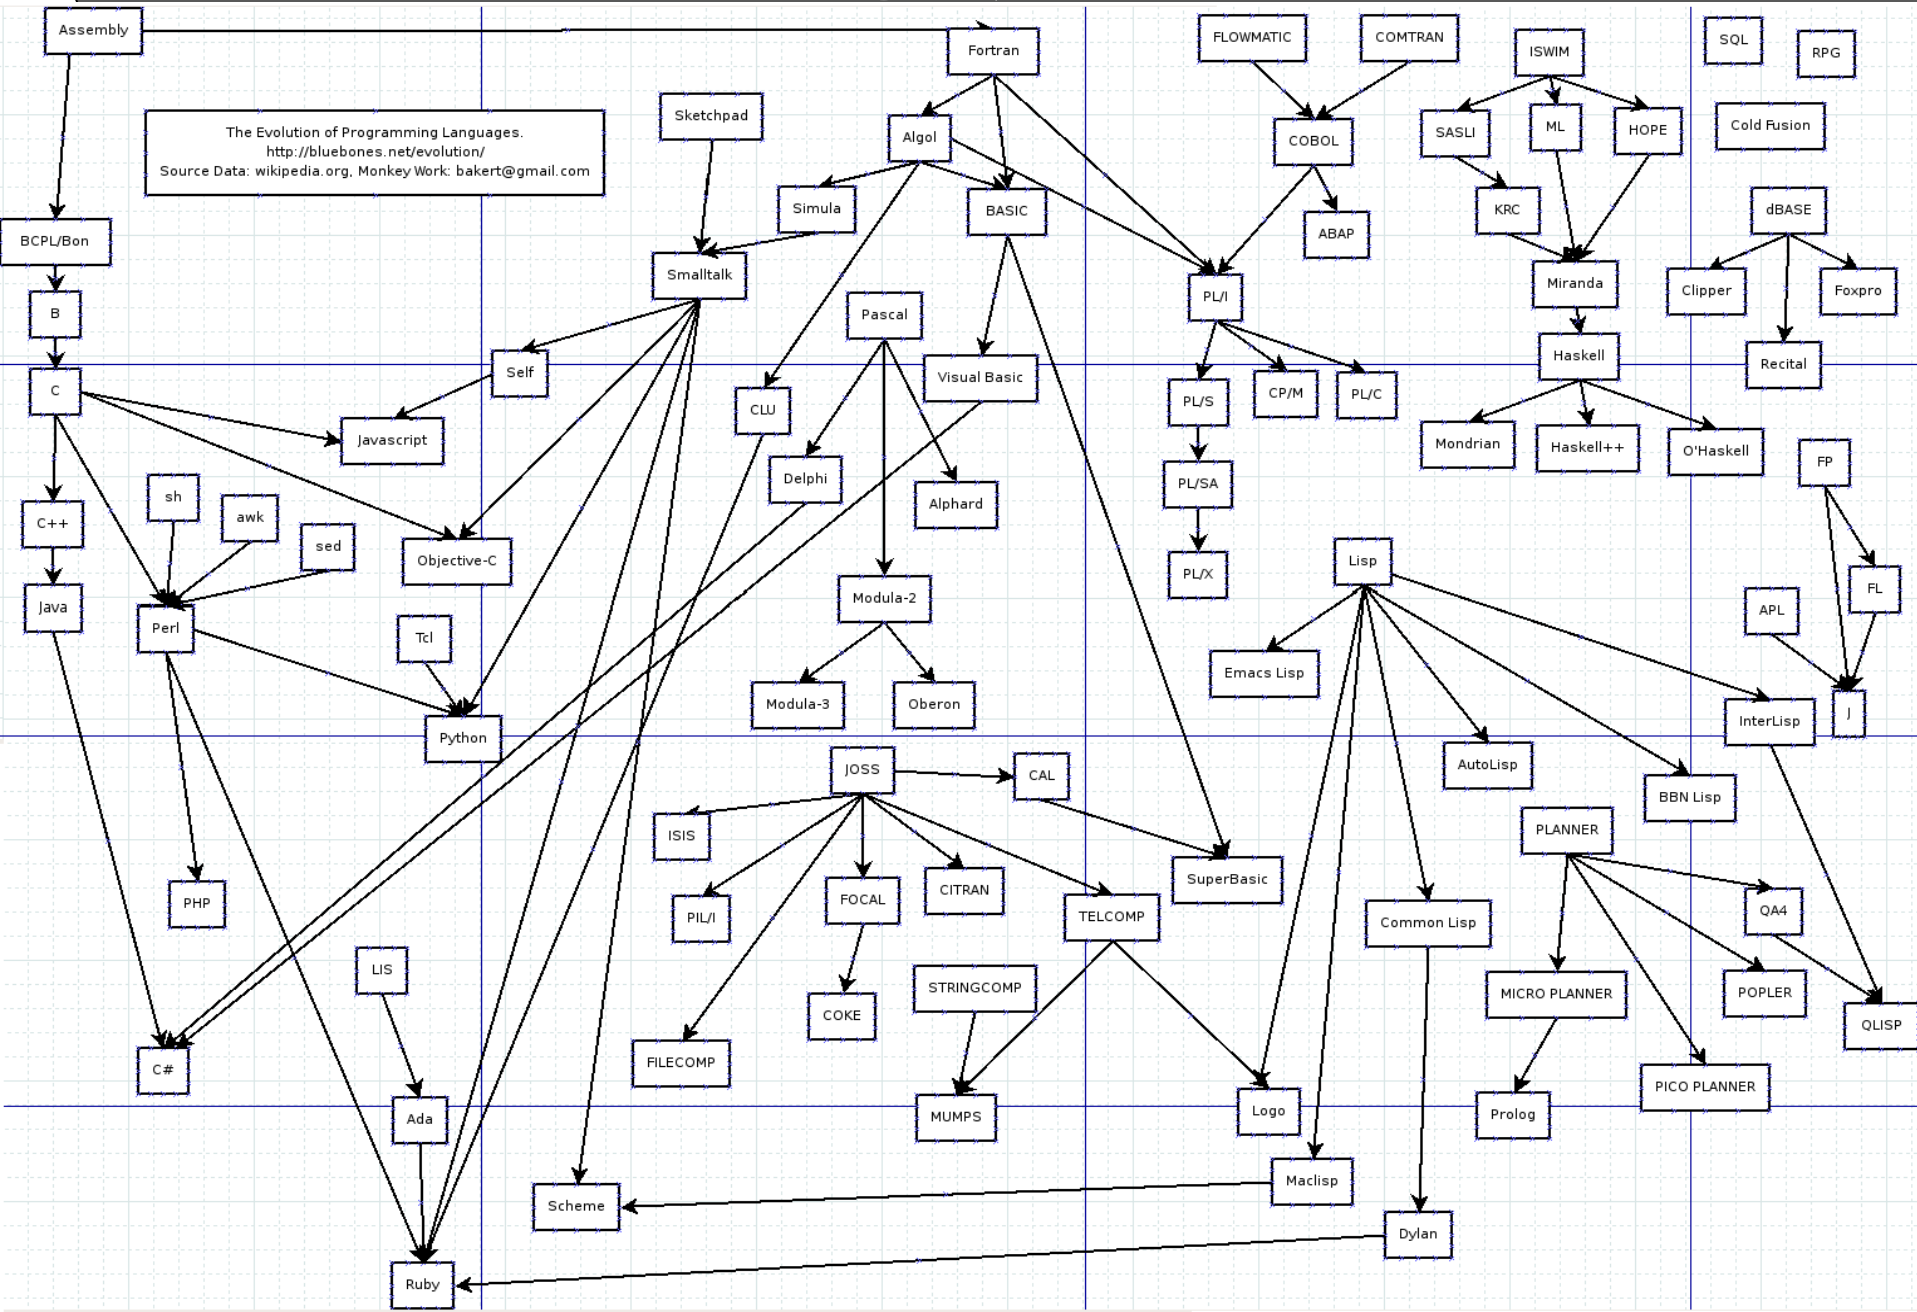 Assembly
Fortran
FLOWMATIC
COMTRAN
ISWIM
SQL
RPG
The Evolution of Programming Languages.
http://bluebones.net/evolution/
Source Data: wikipedia.org, Monkey Work: bakert@gmail.com
Sketchpad
Algol
COBOL
SASLI
ML
HOPE
Cold Fusion
Simula
BASIC
ABAP
KRC
dBASE
BCPL/Bon
Smalltalk
PL/I
Miranda
Clipper
Foxpro
B
Pascal
Haskell
Recital
C
Self
Visual Basic
CLU
PL/S
CP/M
PL/C
Javascript
Mondrian
Haskell++
O'Haskell
FP
sh
awk
sed
Delphi
Alphard
PL/SA
C++
Objective-C
PL/X
Lisp
Java
Perl
Tcl
Modula-2
APL
FL
Emacs Lisp
Modula-3
Oberon
InterLisp
J
Python
JOSS
CAL
AutoLisp
BBN Lisp
ISIS
PLANNER
PHP
PIL/I
FOCAL
CITRAN
TELCOMP
SuperBasic
Common Lisp
QA4
LIS
STRINGCOMP
MICRO PLANNER
POPLER
COKE
QLISP
C#
FILECOMP
PICO PLANNER
Ada
MUMPS
Logo
Prolog
Scheme
Maclisp
Dylan
Ruby